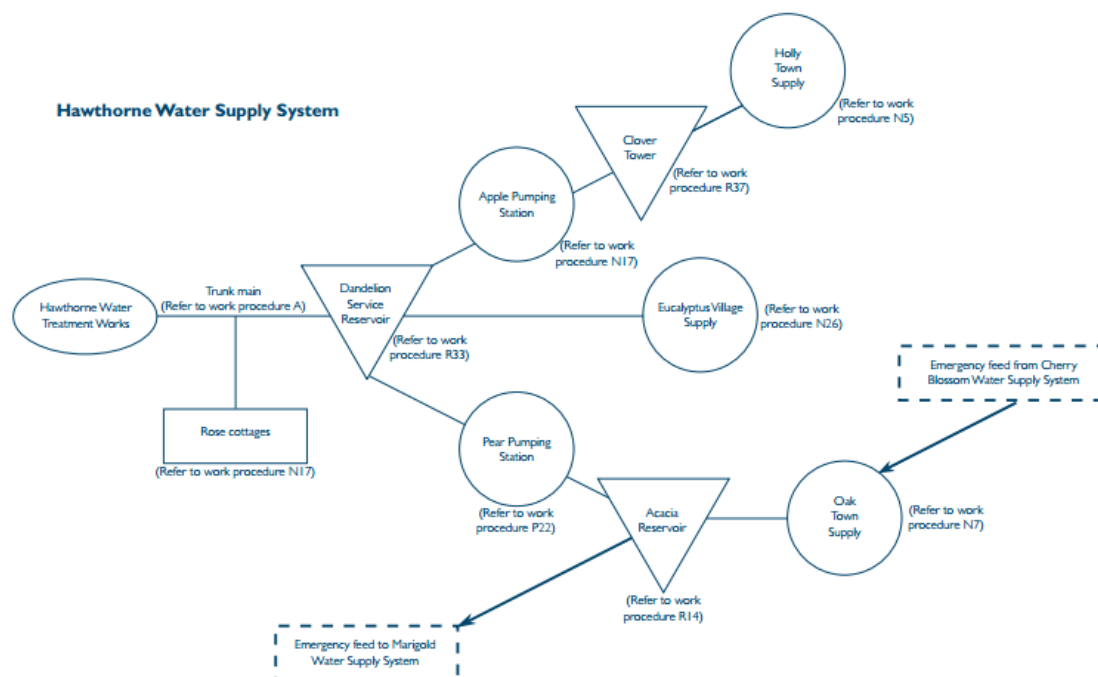 Hawthorne Water Supply System
Holly
Town
Supply
(Refer to work
procedure N5)
Clover
Tower
(Refer to work
procedure R37)
Apple Pumping
Station
(Refer to work
procedure N17)
Hawthorne Water
Treatment Works
Trunk main
(Refer to work procedure A)
Dandelion
Service
Reservoir
(Refer to work
procedure R33)
Eucalyptus Village
Supply
(Refer to work
procedure N26)
Emergency feed from Cherry
Blossom Water Supply System
Rose cottages
(Refer to work procedure N17)
Pear Pumping
Station
(Refer to work
procedure P22)
Acacia
Reservoir
(Refer to work
procedure R14)
Oak
Town
Supply
(Refer to work
procedure N7)
Emergency feed to Marigold
Water Supply System